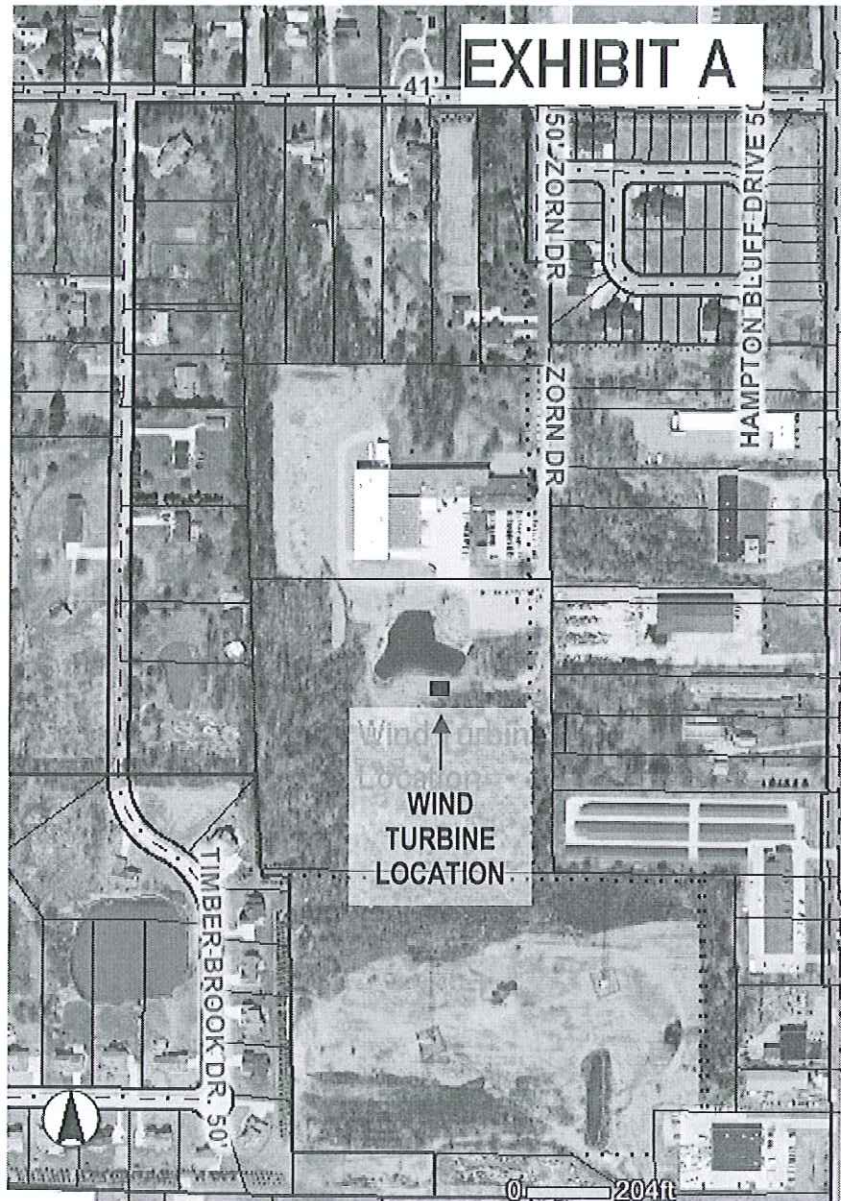 EXHIBIT A
41'
50' ZORN DR
HAMPTON BLUFF DRIVE 50
ZORN DR
Wind Turbine
Location
WIND
TURBINE
LOCATION
TIMBER-BROOK DR, 50'
0 204ft